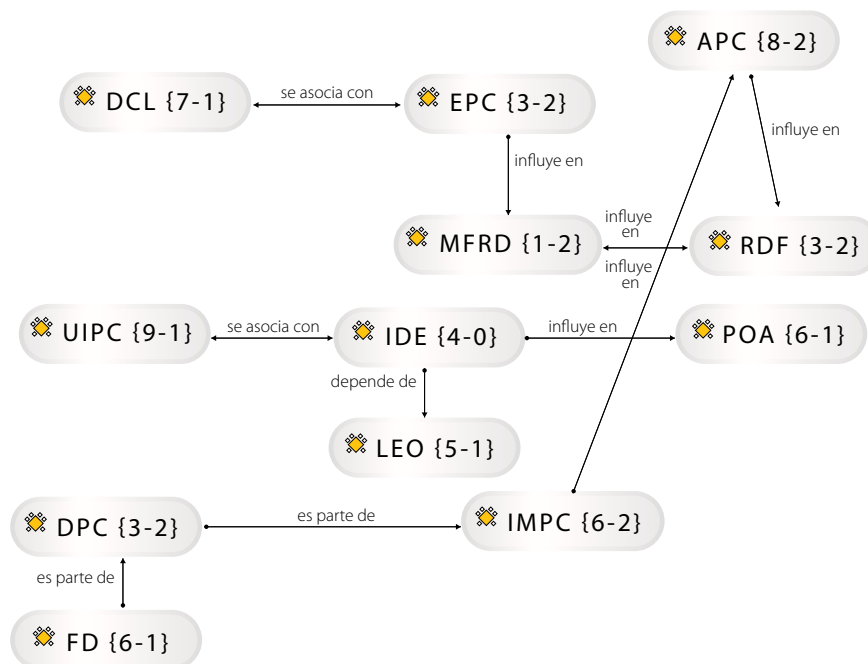 APC {8-2}
DCL {7-1}
se asocia con
EPC {3-2}
influye en
influye en
MFRD {1-2}
influye
en
influye
en
RDF {3-2}
UIPC {9-1}
se asocia con
IDE {4-0}
influye en
POA {6-1}
depende de
LEO {5-1}
DPC {3-2}
es parte de
IMPC {6-2}
es parte de
FD {6-1}